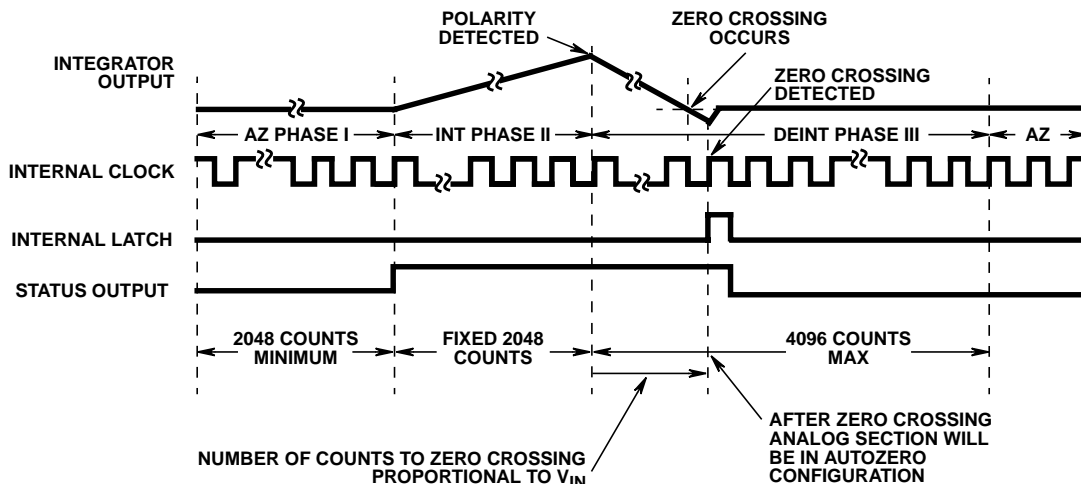 POLARITY
DETECTED
ZERO CROSSING
OCCURS
INTEGRATOR
OUTPUT
ZERO CROSSING
DETECTED
AZ PHASE I
INT PHASE II
DEINT PHASE III
AZ
INTERNAL CLOCK
INTERNAL LATCH
STATUS OUTPUT
2048 COUNTS
MINIMUM
FIXED 2048
COUNTS
4096 COUNTS
MAX
NUMBER OF COUNTS TO ZERO CROSSING
PROPORTIONAL TO VIN
AFTER ZERO CROSSING
ANALOG SECTION WILL
BE IN AUTOZERO
CONFIGURATION